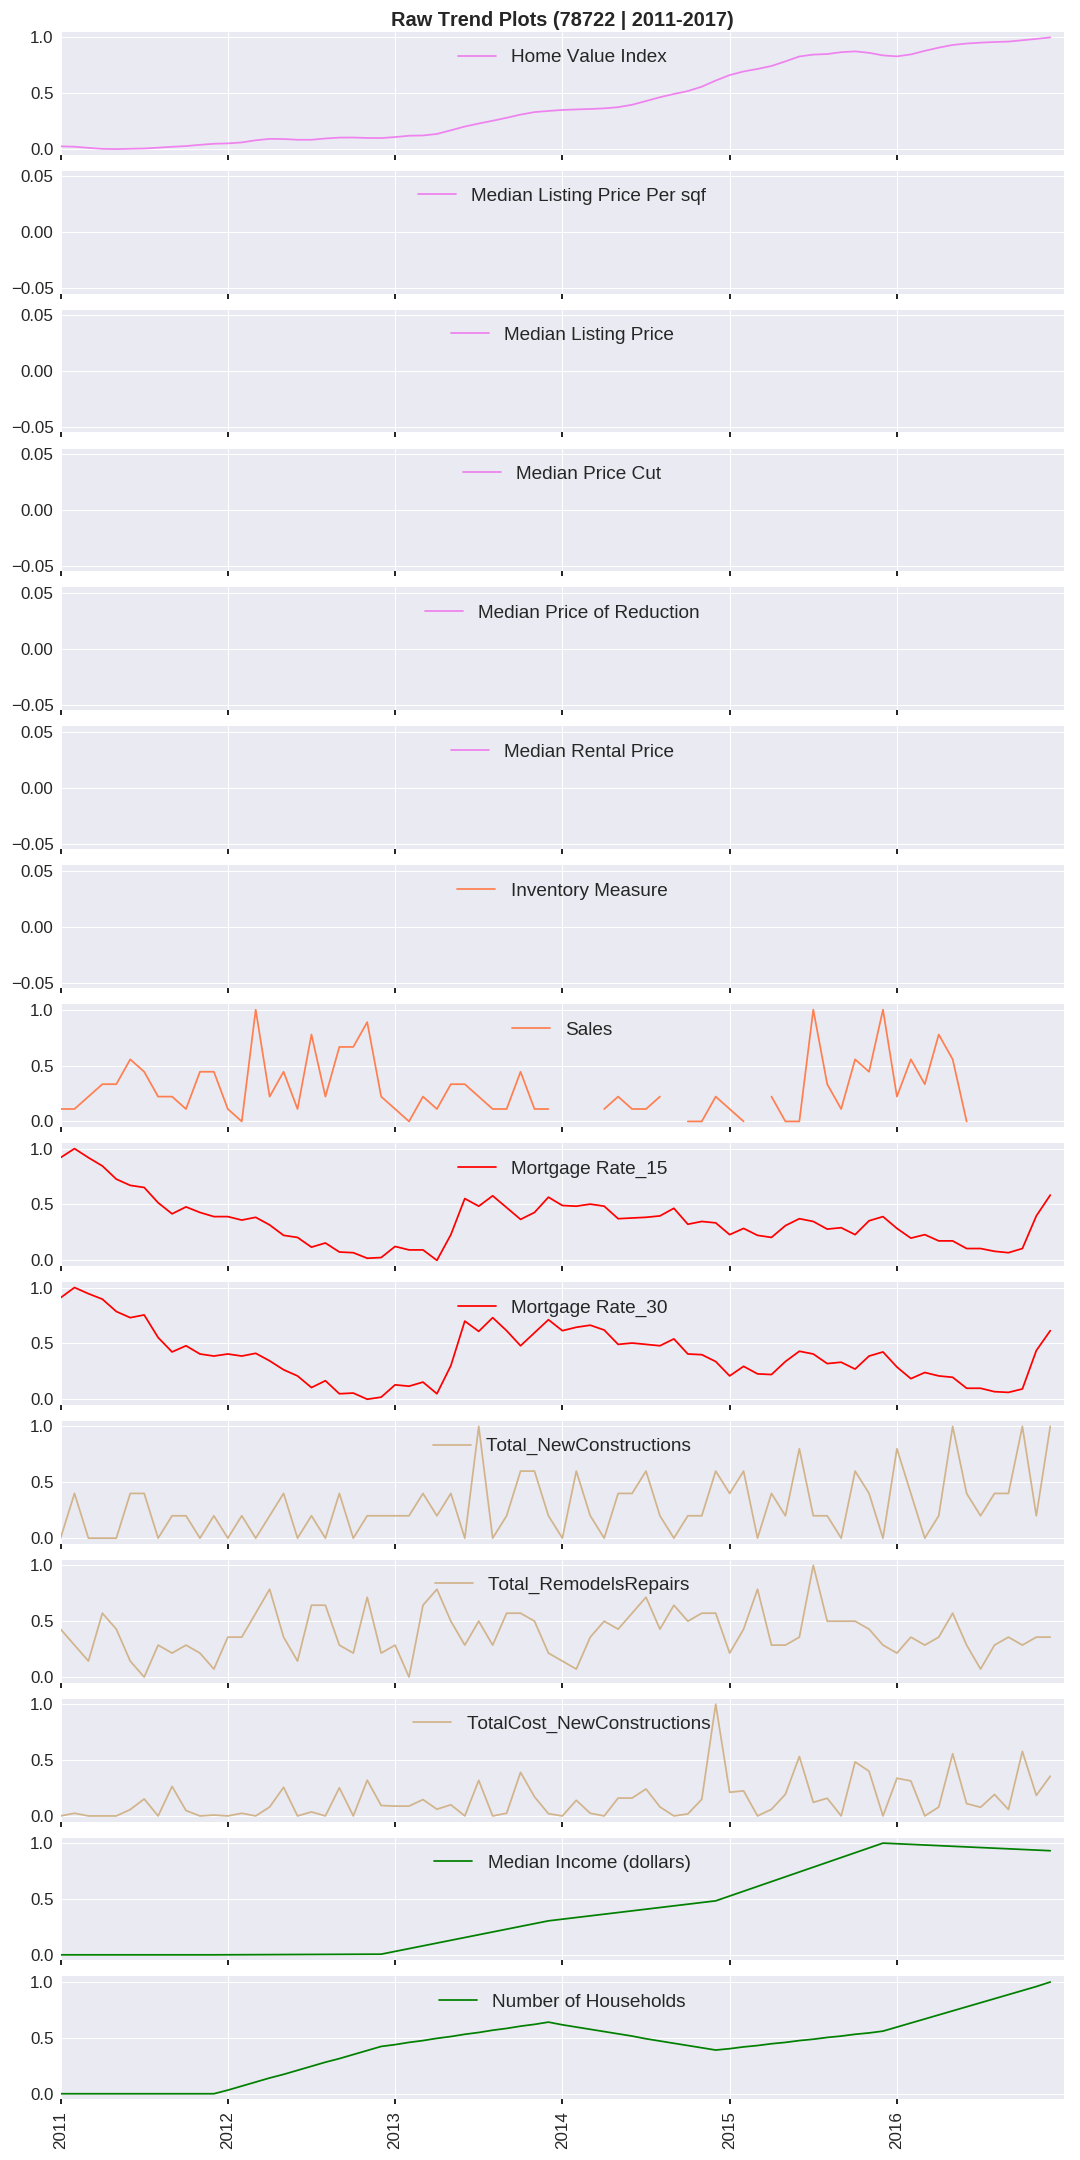 Raw Trend Plots (78722 | 2011-2017)
1.0
Home Value Index
0.5
0.0
0.05
Median Listing Price Per sqf
0.00
−0.05
0.05
Median Listing Price
0.00
−0.05
0.05
Median Price Cut
0.00
−0.05
0.05
Median Price of Reduction
0.00
−0.05
0.05
Median Rental Price
0.00
−0.05
0.05
Inventory Measure
0.00
−0.05
1.0
Sales
0.5
0.0
1.0
Mortgage Rate_15
0.5
0.0
1.0
Mortgage Rate_30
0.5
0.0
1.0
Total_NewConstructions
0.5
0.0
1.0
Total_RemodelsRepairs
0.5
0.0
1.0
TotalCost_NewConstructions
0.5
0.0
1.0
Median Income (dollars)
0.5
0.0
1.0
Number of Households
0.5
0.0
2011 2012 2013 2014 2015 2016